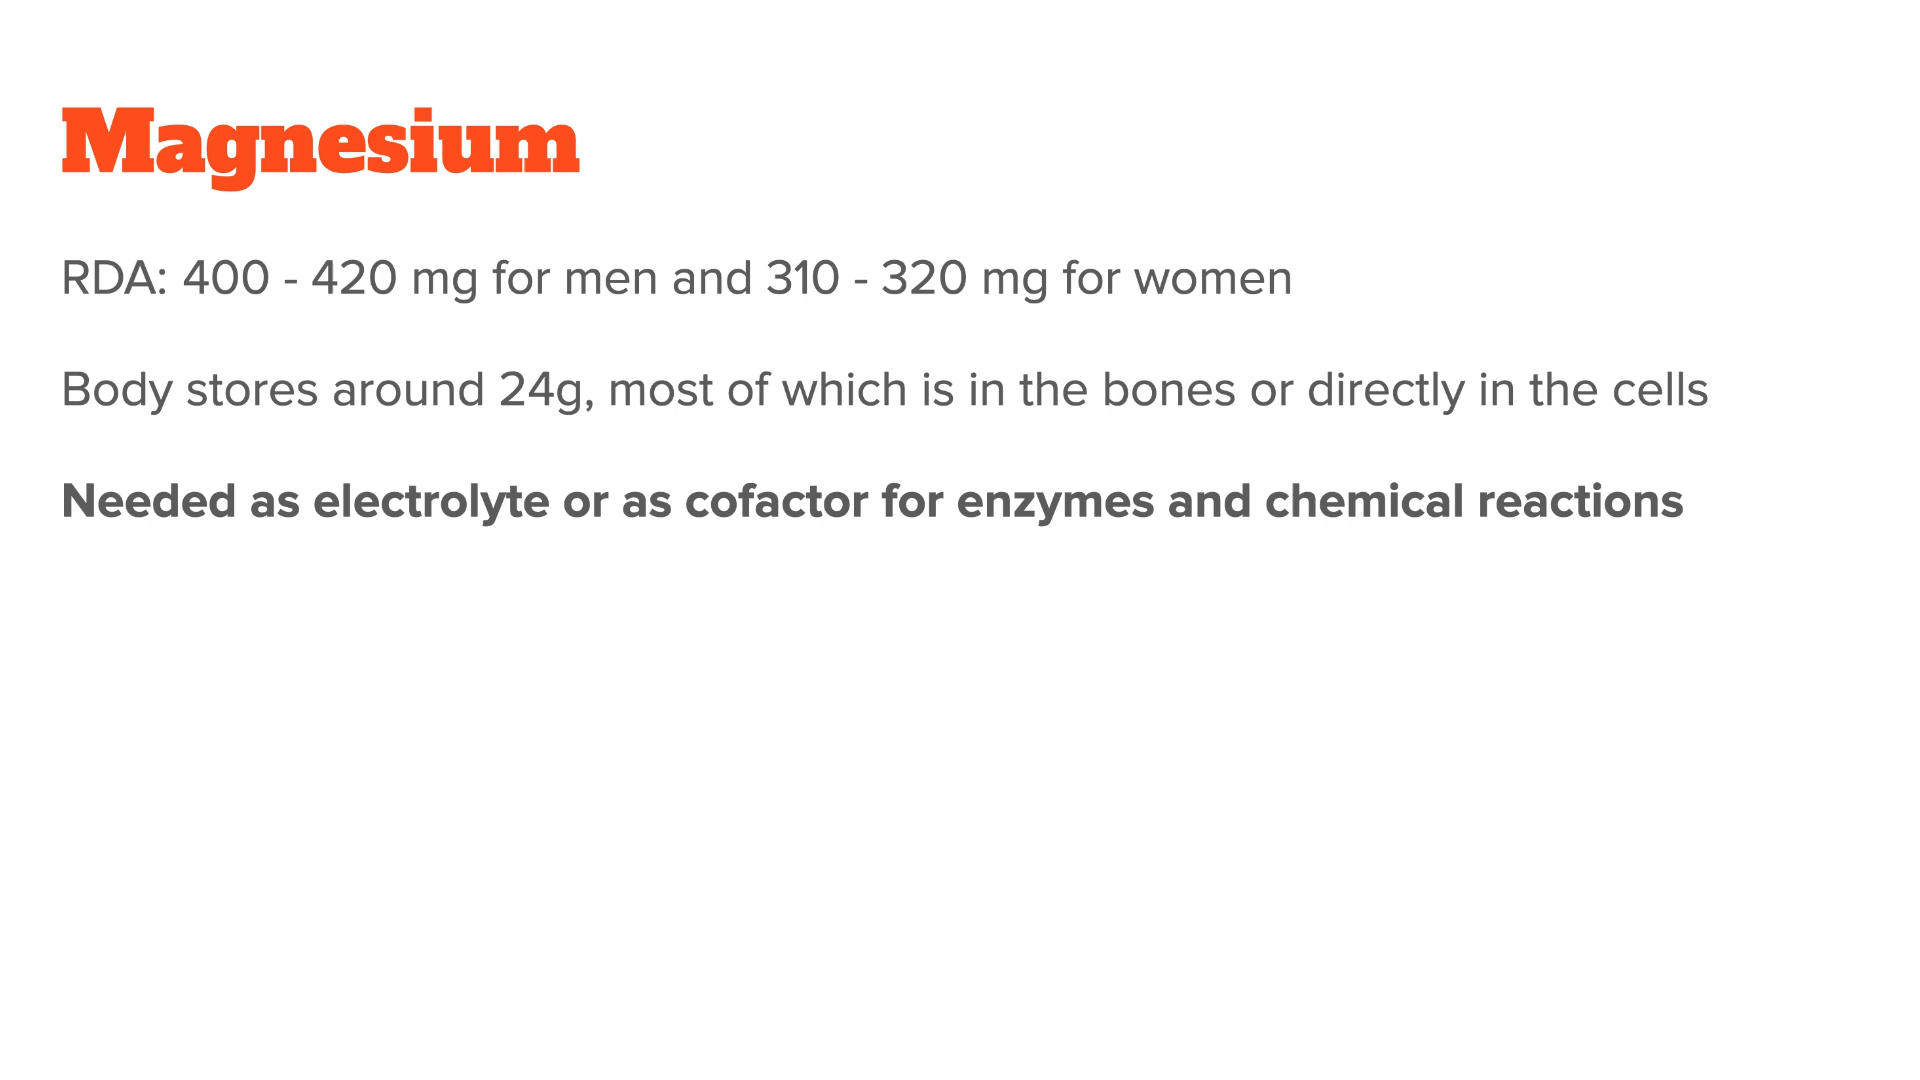 Magnesium
RDA: 400 - 420 mg for men and 310 - 320 mg for women
Body stores around 24g, most of which is in the bones or directly in the cells
Needed as electrolyte or as cofactor for enzymes and chemical reactions